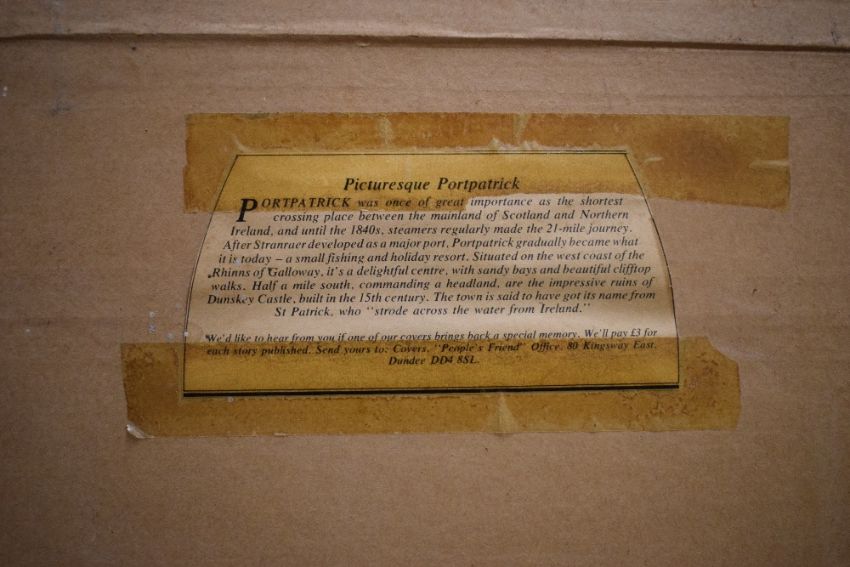 Picturesque Portpatrick
PORTPATRICK was once of great importance as the shortest
crossing place between the mainland of Scotland and Northern
Ireland, and until the 1840s, steamers regularly made the 21-mile journey.
After Stranraer developed as a major port, Portpatrick gradually became what
it is today – a small fishing and holiday resort. Situated on the west coast of the
Rhinns of Galloway, it's a delightful centre, with sandy bays and beautiful clifftop
walks. Half a mile south, commanding a headland, are the impressive ruins of
Dunskey Castle, built in the 15th century. The town is said to have got its name from
St Patrick, who "strode across the water from Ireland."
We'd like to hear from you if one of our covers brings back a special memory. We'll pay £3 for
each story published. Send yours to: Covers, "People's Friend" Office, 80 Kingsway East,
Dundee DD4 8SL.